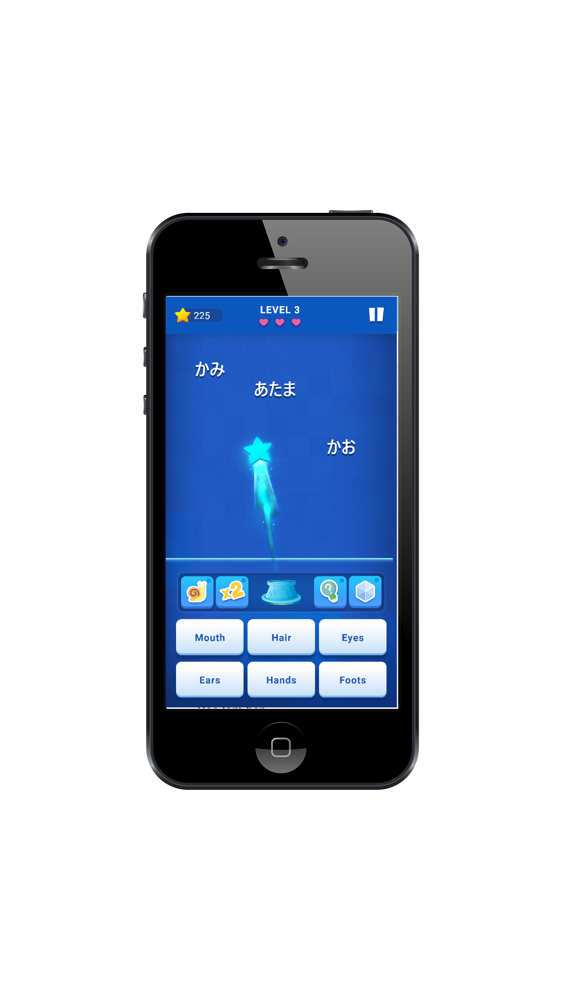 225
LEVEL 3
かみ
あたま
かお
x2
?
Mouth
Hair
Eyes
Ears
Hands
Foots